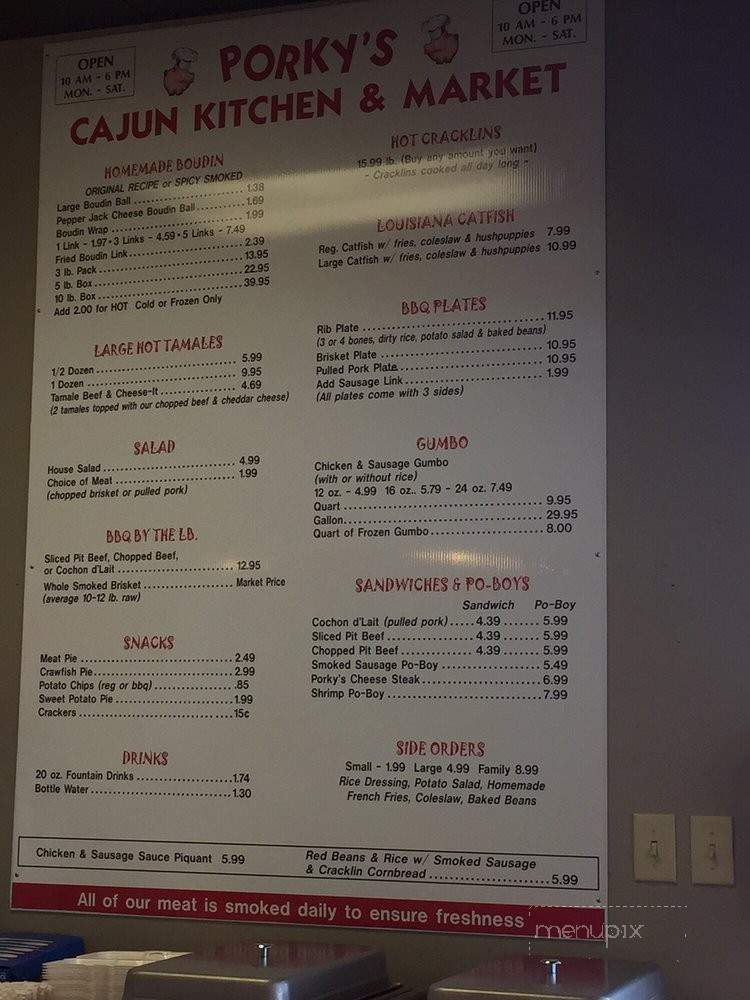 OPEN
10 AM - 6 PM
MON. - SAT.
PORKY'S
CAJUN KITCHEN & MARKET
OPEN
10 AM - 6 PM
MON. - SAT.
HOMEMADE BOUDIN
ORIGINAL RECIPE or SPICY SMOKED
Large Boudin Ball ........ 1.38
Pepper Jack Cheese Boudin Ball ........ 1.69
Boudin Wrap ........ 1.99
1 Link - 1.97 • 3 Links - 4.59 • 5 Links - 7.49
Fried Boudin Link ........ 2.39
3 lb. Pack ........ 13.95
5 lb. Box ........ 22.95
10 lb. Box ........ 39.95
Add 2.00 for HOT Cold or Frozen Only
LARGE HOT TAMALES
1/2 Dozen ........ 5.99
1 Dozen ........ 9.95
Tamale Beef & Cheese-It ........ 4.69
(2 tamales topped with our chopped beef & cheddar cheese)
SALAD
House Salad ........ 4.99
Choice of Meat ........ 1.99
(chopped brisket or pulled pork)
BBQ BY THE LB.
Sliced Pit Beef, Chopped Beef,
or Cochon d'Lait ........ 12.95
Whole Smoked Brisket ........ Market Price
(average 10-12 lb. raw)
SNACKS
Meat Pie ........ 2.49
Crawfish Pie ........ 2.99
Potato Chips (reg or bbq) ........ .85
Sweet Potato Pie ........ 1.99
Crackers ........ 15¢
DRINKS
20 oz. Fountain Drinks ........ 1.74
Bottle Water ........ 1.30
HOT CRACKLINS
15.99 lb. (Buy any amount you want)
- Cracklins cooked all day long -
LOUISIANA CATFISH
Reg. Catfish w/ fries, coleslaw & hushpuppies 7.99
Large Catfish w/ fries, coleslaw & hushpuppies 10.99
BBQ PLATES
Rib Plate ........ 11.95
(3 or 4 bones, dirty rice, potato salad & baked beans)
Brisket Plate ........ 10.95
Pulled Pork Plate ........ 10.95
Add Sausage Link ........ 1.99
(All plates come with 3 sides)
GUMBO
Chicken & Sausage Gumbo
(with or without rice)
12 oz. - 4.99 16 oz.. 5.79 - 24 oz. 7.49
Quart ........ 9.95
Gallon ........ 29.95
Quart of Frozen Gumbo ........ 8.00
SANDWICHES & PO-BOYS
Sandwich Po-Boy
Cochon d'Lait (pulled pork) ..... 4.39 ....... 5.99
Sliced Pit Beef ........ 4.39 ....... 5.99
Chopped Pit Beef ........ 4.39 ....... 5.99
Smoked Sausage Po-Boy ........ 5.49
Porky's Cheese Steak ........ 6.99
Shrimp Po-Boy ........ 7.99
SIDE ORDERS
Small - 1.99 Large 4.99 Family 8.99
Rice Dressing, Potato Salad, Homemade
French Fries, Coleslaw, Baked Beans
Chicken & Sausage Sauce Piquant 5.99
Red Beans & Rice w/ Smoked Sausage
& Cracklin Cornbread ........ 5.99
All of our meat is smoked daily to ensure freshness
menupix